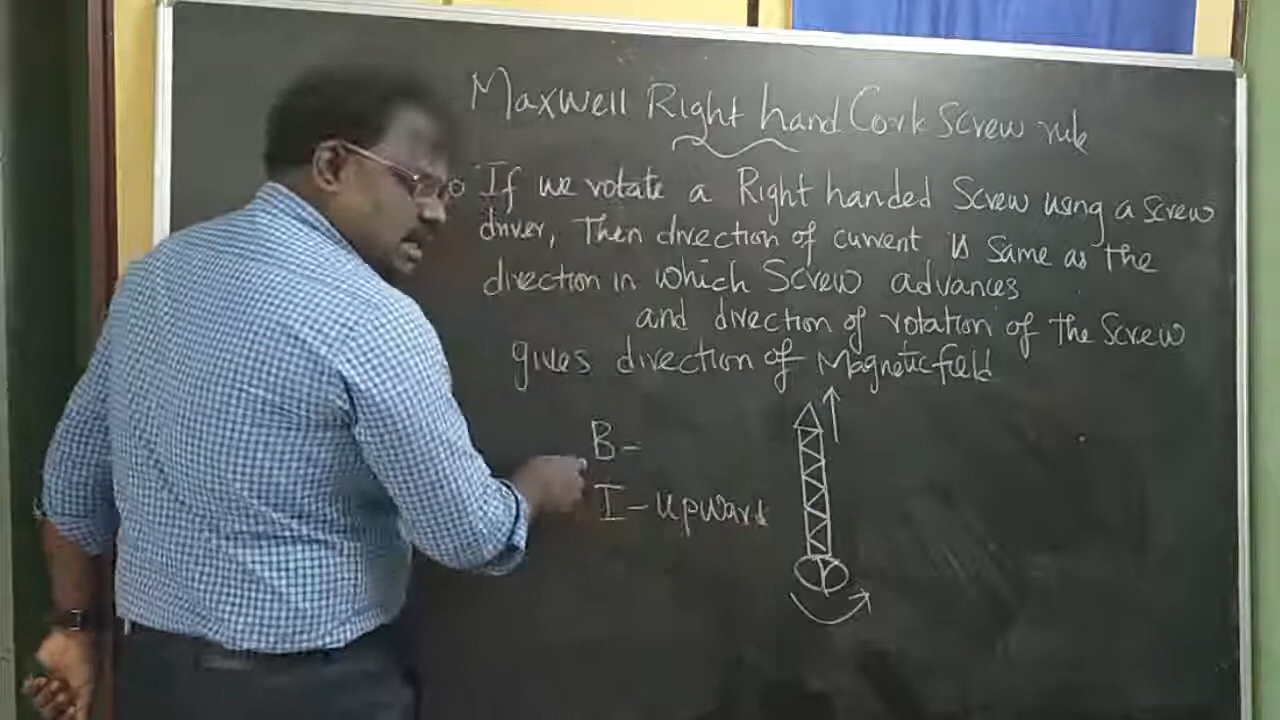 Maxwell Right hand Cork Screw rule
If we rotate a Right handed Screw using a screw
driver, Then direction of current is same as the
direction in which Screw advances
and direction of rotation of the Screw
gives direction of Magnetic field
B-
I-upward